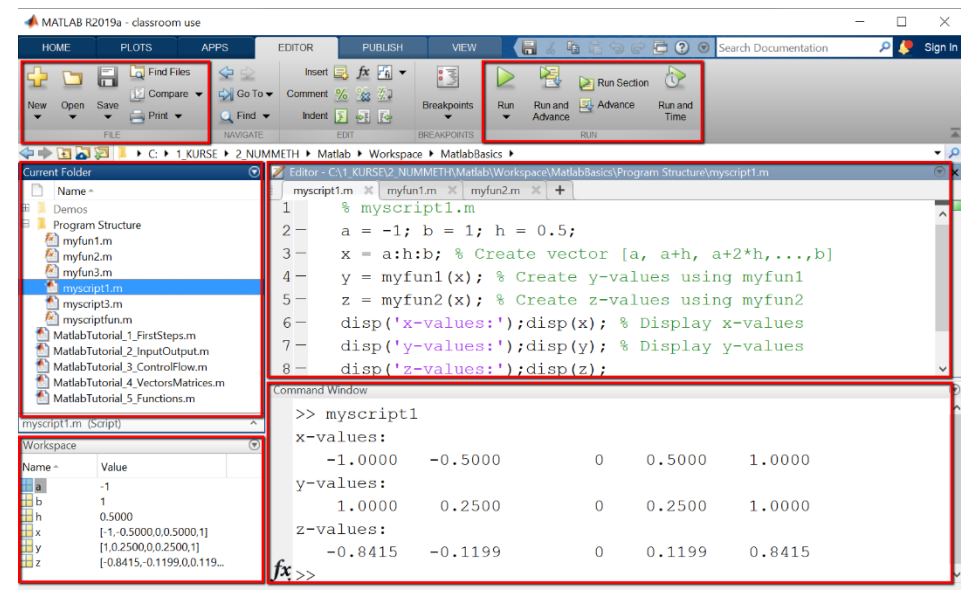 MATLAB R2019a - classroom use
HOME PLOTS APPS EDITOR PUBLISH VIEW Search Documentation Sign In
New Open Save Find Files Compare Print
FILE
Go To Find
NAVIGATE
Insert fx
Comment %
Indent
EDIT
Breakpoints
BREAKPOINTS
Run Run and Advance Run Section Advance Run and Time
RUN
C: 1_KURSE 2_NUMMETH Matlab Workspace MatlabBasics
Current Folder
Name
Demos
Program Structure
myfun1.m
myfun2.m
myfun3.m
myscript1.m
myscript3.m
myscriptfun.m
MatlabTutorial_1_FirstSteps.m
MatlabTutorial_2_InputOutput.m
MatlabTutorial_3_ControlFlow.m
MatlabTutorial_4_VectorsMatrices.m
MatlabTutorial_5_Functions.m
myscript1.m (Script)
Workspace
Name Value
a -1
b 1
h 0.5000
x [-1,-0.5000,0,0.5000,1]
y [1,0.2500,0,0.2500,1]
z [-0.8415,-0.1199,0,0.119...
Editor - C:\1_KURSE\2_NUMMETH\Matlab\Workspace\MatlabBasics\Program Structure\myscript1.m
myscript1.m myfun1.m myfun2.m +
1 % myscript1.m
2 – a = -1; b = 1; h = 0.5;
3 – x = a:h:b; % Create vector [a, a+h, a+2*h,...,b]
4 – y = myfun1(x); % Create y-values using myfun1
5 – z = myfun2(x); % Create z-values using myfun2
6 – disp('x-values:');disp(x); % Display x-values
7 – disp('y-values:');disp(y); % Display y-values
8 – disp('z-values:');disp(z);
Command Window
>> myscript1
x-values:
-1.0000 -0.5000 0 0.5000 1.0000
y-values:
1.0000 0.2500 0 0.2500 1.0000
z-values:
-0.8415 -0.1199 0 0.1199 0.8415
fx >>